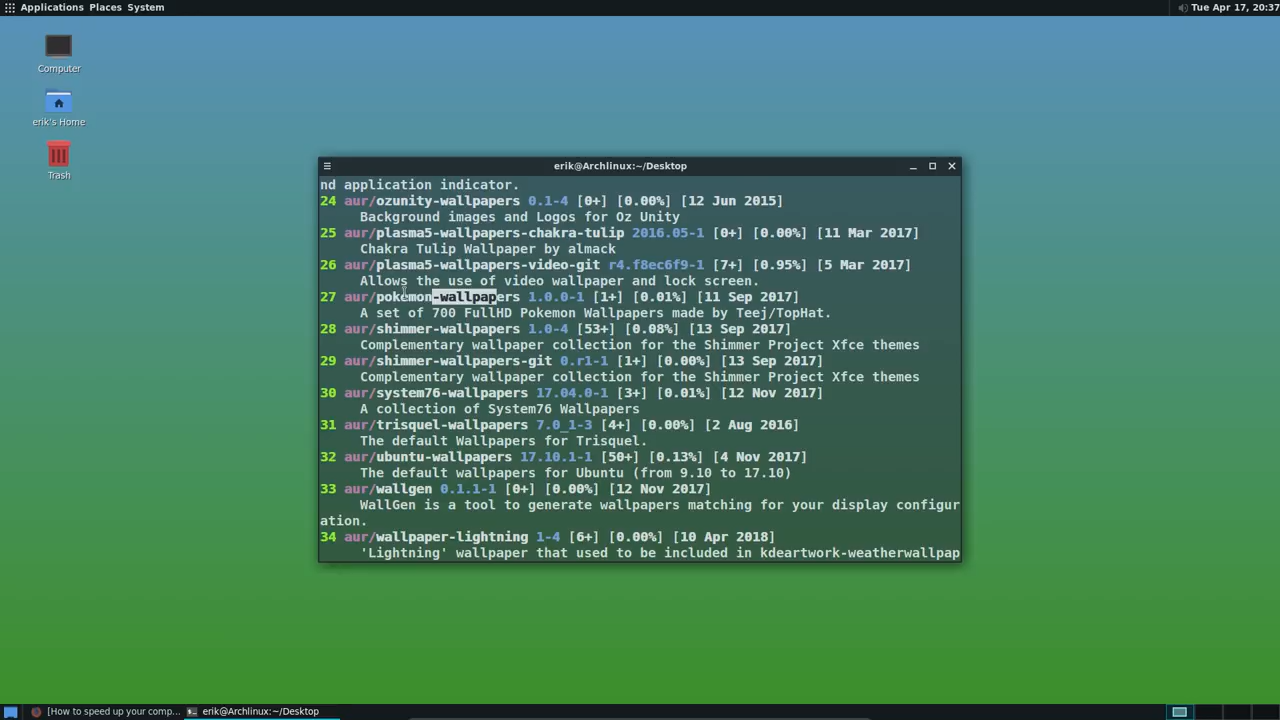 Applications Places System
Tue Apr 17, 20:37
Computer
erik's Home
Trash
erik@Archlinux:~/Desktop
nd application indicator.
24 aur/ozunity-wallpapers 0.1-4 [0+] [0.00%] [12 Jun 2015]
Background images and Logos for Oz Unity
25 aur/plasma5-wallpapers-chakra-tulip 2016.05-1 [0+] [0.00%] [11 Mar 2017]
Chakra Tulip Wallpaper by almack
26 aur/plasma5-wallpapers-video-git r4.f8ec6f9-1 [7+] [0.95%] [5 Mar 2017]
Allows the use of video wallpaper and lock screen.
27 aur/pokemon-wallpapers 1.0.0-1 [1+] [0.01%] [11 Sep 2017]
A set of 700 FullHD Pokemon Wallpapers made by Teej/TopHat.
28 aur/shimmer-wallpapers 1.0-4 [53+] [0.08%] [13 Sep 2017]
Complementary wallpaper collection for the Shimmer Project Xfce themes
29 aur/shimmer-wallpapers-git 0.r1-1 [1+] [0.00%] [13 Sep 2017]
Complementary wallpaper collection for the Shimmer Project Xfce themes
30 aur/system76-wallpapers 17.04.0-1 [3+] [0.01%] [12 Nov 2017]
A collection of System76 Wallpapers
31 aur/trisquel-wallpapers 7.0_1-3 [4+] [0.00%] [2 Aug 2016]
The default Wallpapers for Trisquel.
32 aur/ubuntu-wallpapers 17.10.1-1 [50+] [0.13%] [4 Nov 2017]
The default wallpapers for Ubuntu (from 9.10 to 17.10)
33 aur/wallgen 0.1.1-1 [0+] [0.00%] [12 Nov 2017]
WallGen is a tool to generate wallpapers matching for your display configur
ation.
34 aur/wallpaper-lightning 1-4 [6+] [0.00%] [10 Apr 2018]
'Lightning' wallpaper that used to be included in kdeartwork-weatherwallpap
[How to speed up your comp...
erik@Archlinux:~/Desktop